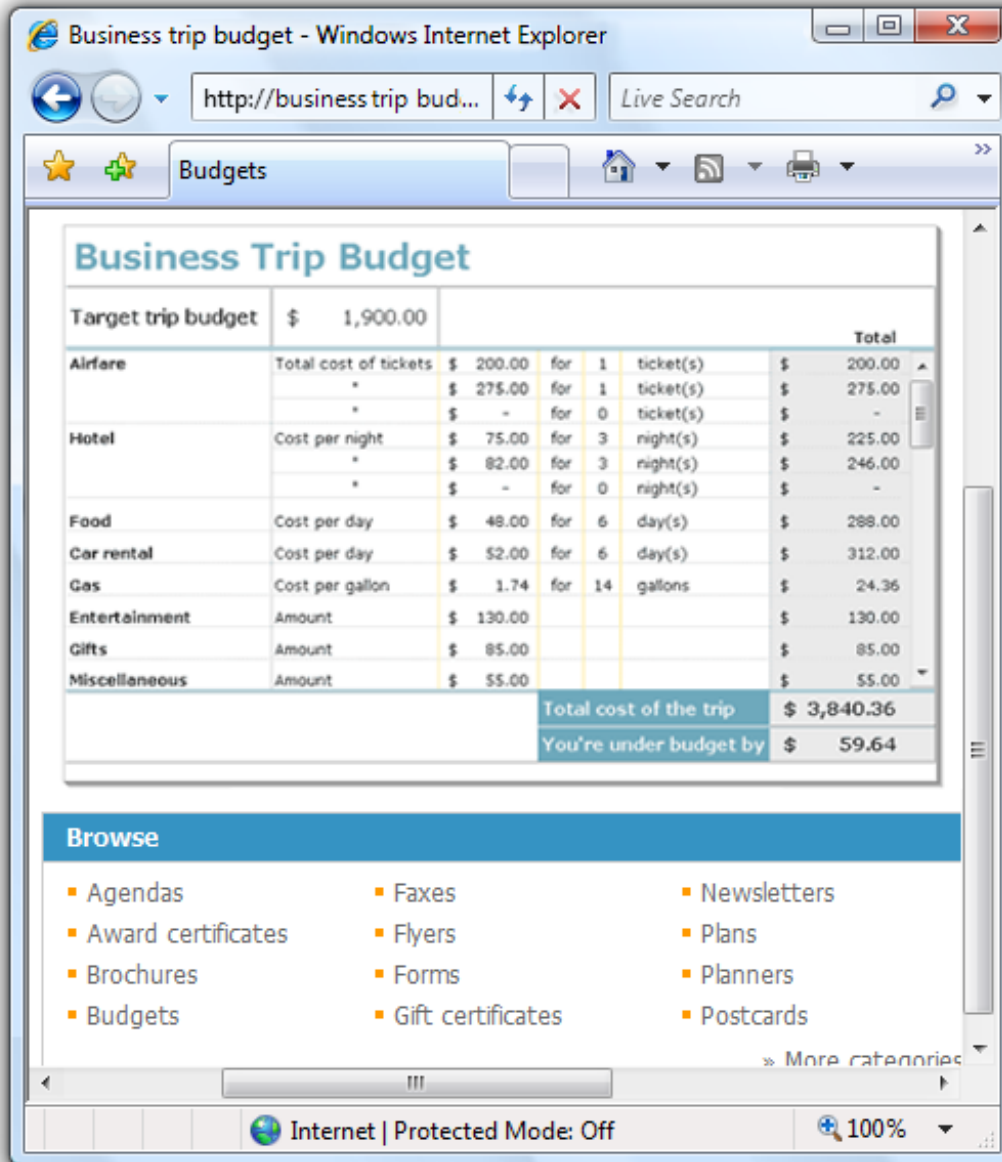 Business trip budget - Windows Internet Explorer
http://business trip bud...
Live Search
Budgets
»
Business Trip Budget
Target trip budget $ 1,900.00
Total
Airfare Total cost of tickets $ 200.00 for 1 ticket(s) $ 200.00
" $ 275.00 for 1 ticket(s) $ 275.00
" $ - for 0 ticket(s) $ -
Hotel Cost per night $ 75.00 for 3 night(s) $ 225.00
" $ 82.00 for 3 night(s) $ 246.00
" $ - for 0 night(s) $ -
Food Cost per day $ 48.00 for 6 day(s) $ 288.00
Car rental Cost per day $ 52.00 for 6 day(s) $ 312.00
Gas Cost per gallon $ 1.74 for 14 gallons $ 24.36
Entertainment Amount $ 130.00 $ 130.00
Gifts Amount $ 85.00 $ 85.00
Miscellaneous Amount $ 55.00 $ 55.00
Total cost of the trip $ 3,840.36
You're under budget by $ 59.64
Browse
Agendas Faxes Newsletters
Award certificates Flyers Plans
Brochures Forms Planners
Budgets Gift certificates Postcards
» More categories
Internet | Protected Mode: Off 100%